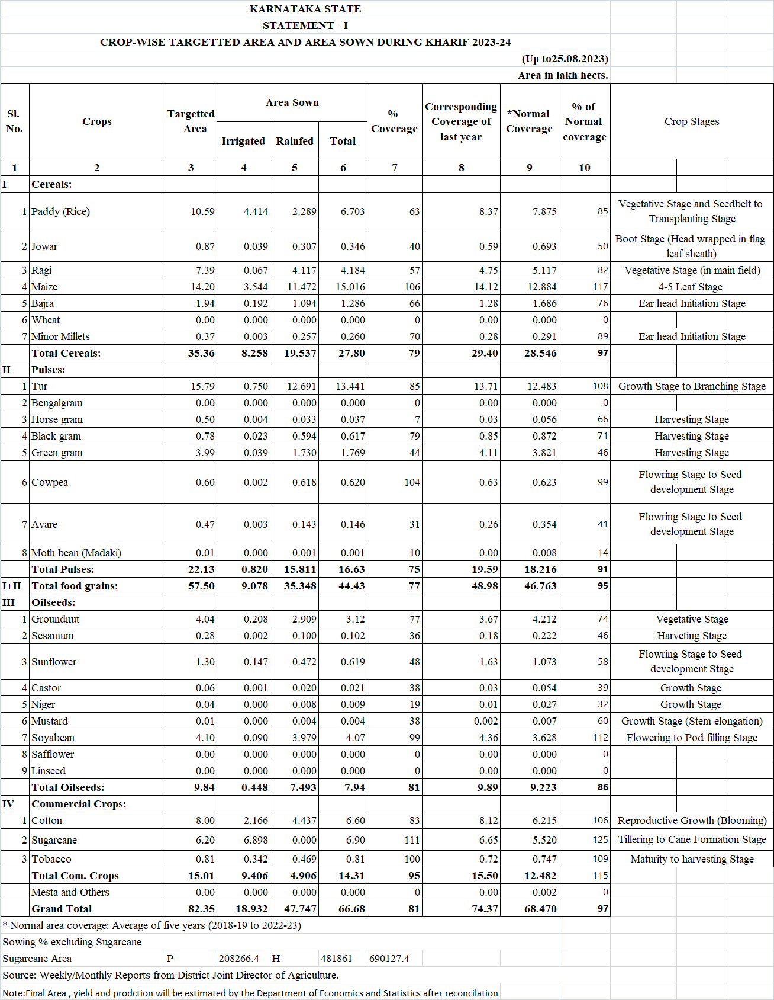 KARNATAKA STATE
STATEMENT - I
CROP-WISE TARGETTED AREA AND AREA SOWN DURING KHARIF 2023-24
(Up to25.08.2023)
Area in lakh hects.
Sl. No. Crops Targetted Area Area Sown % Coverage Corresponding Coverage of last year *Normal Coverage % of Normal coverage Crop Stages
Irrigated Rainfed Total
1 2 3 4 5 6 7 8 9 10
I Cereals:
1 Paddy (Rice) 10.59 4.414 2.289 6.703 63 8.37 7.875 85 Vegetative Stage and Seedbelt to Transplanting Stage
2 Jowar 0.87 0.039 0.307 0.346 40 0.59 0.693 50 Boot Stage (Head wrapped in flag leaf sheath)
3 Ragi 7.39 0.067 4.117 4.184 57 4.75 5.117 82 Vegetative Stage (in main field)
4 Maize 14.20 3.544 11.472 15.016 106 14.12 12.884 117 4-5 Leaf Stage
5 Bajra 1.94 0.192 1.094 1.286 66 1.28 1.686 76 Ear head Initiation Stage
6 Wheat 0.00 0.000 0.000 0.000 0 0.00 0.000 0
7 Minor Millets 0.37 0.003 0.257 0.260 70 0.28 0.291 89 Ear head Initiation Stage
Total Cereals: 35.36 8.258 19.537 27.80 79 29.40 28.546 97
II Pulses:
1 Tur 15.79 0.750 12.691 13.441 85 13.71 12.483 108 Growth Stage to Branching Stage
2 Bengalgram 0.00 0.000 0.000 0.000 0 0.00 0.000 0
3 Horse gram 0.50 0.004 0.033 0.037 7 0.03 0.056 66 Harvesting Stage
4 Black gram 0.78 0.023 0.594 0.617 79 0.85 0.872 71 Harvesting Stage
5 Green gram 3.99 0.039 1.730 1.769 44 4.11 3.821 46 Harvesting Stage
6 Cowpea 0.60 0.002 0.618 0.620 104 0.63 0.623 99 Flowring Stage to Seed development Stage
7 Avare 0.47 0.003 0.143 0.146 31 0.26 0.354 41 Flowring Stage to Seed development Stage
8 Moth bean (Madaki) 0.01 0.000 0.001 0.001 10 0.00 0.008 14
Total Pulses: 22.13 0.820 15.811 16.63 75 19.59 18.216 91
I+II Total food grains: 57.50 9.078 35.348 44.43 77 48.98 46.763 95
III Oilseeds:
1 Groundnut 4.04 0.208 2.909 3.12 77 3.67 4.212 74 Vegetative Stage
2 Sesamum 0.28 0.002 0.100 0.102 36 0.18 0.222 46 Harveting Stage
3 Sunflower 1.30 0.147 0.472 0.619 48 1.63 1.073 58 Flowring Stage to Seed development Stage
4 Castor 0.06 0.001 0.020 0.021 38 0.03 0.054 39 Growth Stage
5 Niger 0.04 0.000 0.008 0.009 19 0.01 0.027 32 Growth Stage
6 Mustard 0.01 0.000 0.004 0.004 38 0.002 0.007 60 Growth Stage (Stem elongation)
7 Soyabean 4.10 0.090 3.979 4.07 99 4.36 3.628 112 Flowering to Pod filling Stage
8 Safflower 0.00 0.000 0.000 0.000 0 0.00 0.000 0
9 Linseed 0.00 0.000 0.000 0.000 0 0.00 0.000 0
Total Oilseeds: 9.84 0.448 7.493 7.94 81 9.89 9.223 86
IV Commercial Crops:
1 Cotton 8.00 2.166 4.437 6.60 83 8.12 6.215 106 Reproductive Growth (Blooming)
2 Sugarcane 6.20 6.898 0.000 6.90 111 6.65 5.520 125 Tillering to Cane Formation Stage
3 Tobacco 0.81 0.342 0.469 0.81 100 0.72 0.747 109 Maturity to harvesting Stage
Total Com. Crops 15.01 9.406 4.906 14.31 95 15.50 12.482 115
Mesta and Others 0.00 0.000 0.000 0.000 0 0.00 0.002 0
Grand Total 82.35 18.932 47.747 66.68 81 74.37 68.470 97
* Normal area coverage: Average of five years (2018-19 to 2022-23)
Sowing % excluding Sugarcane
Sugarcane Area P 208266.4 H 481861 690127.4
Source: Weekly/Monthly Reports from District Joint Director of Agriculture.
Note:Final Area , yield and prodction will be estimated by the Department of Economics and Statistics after reconcilation